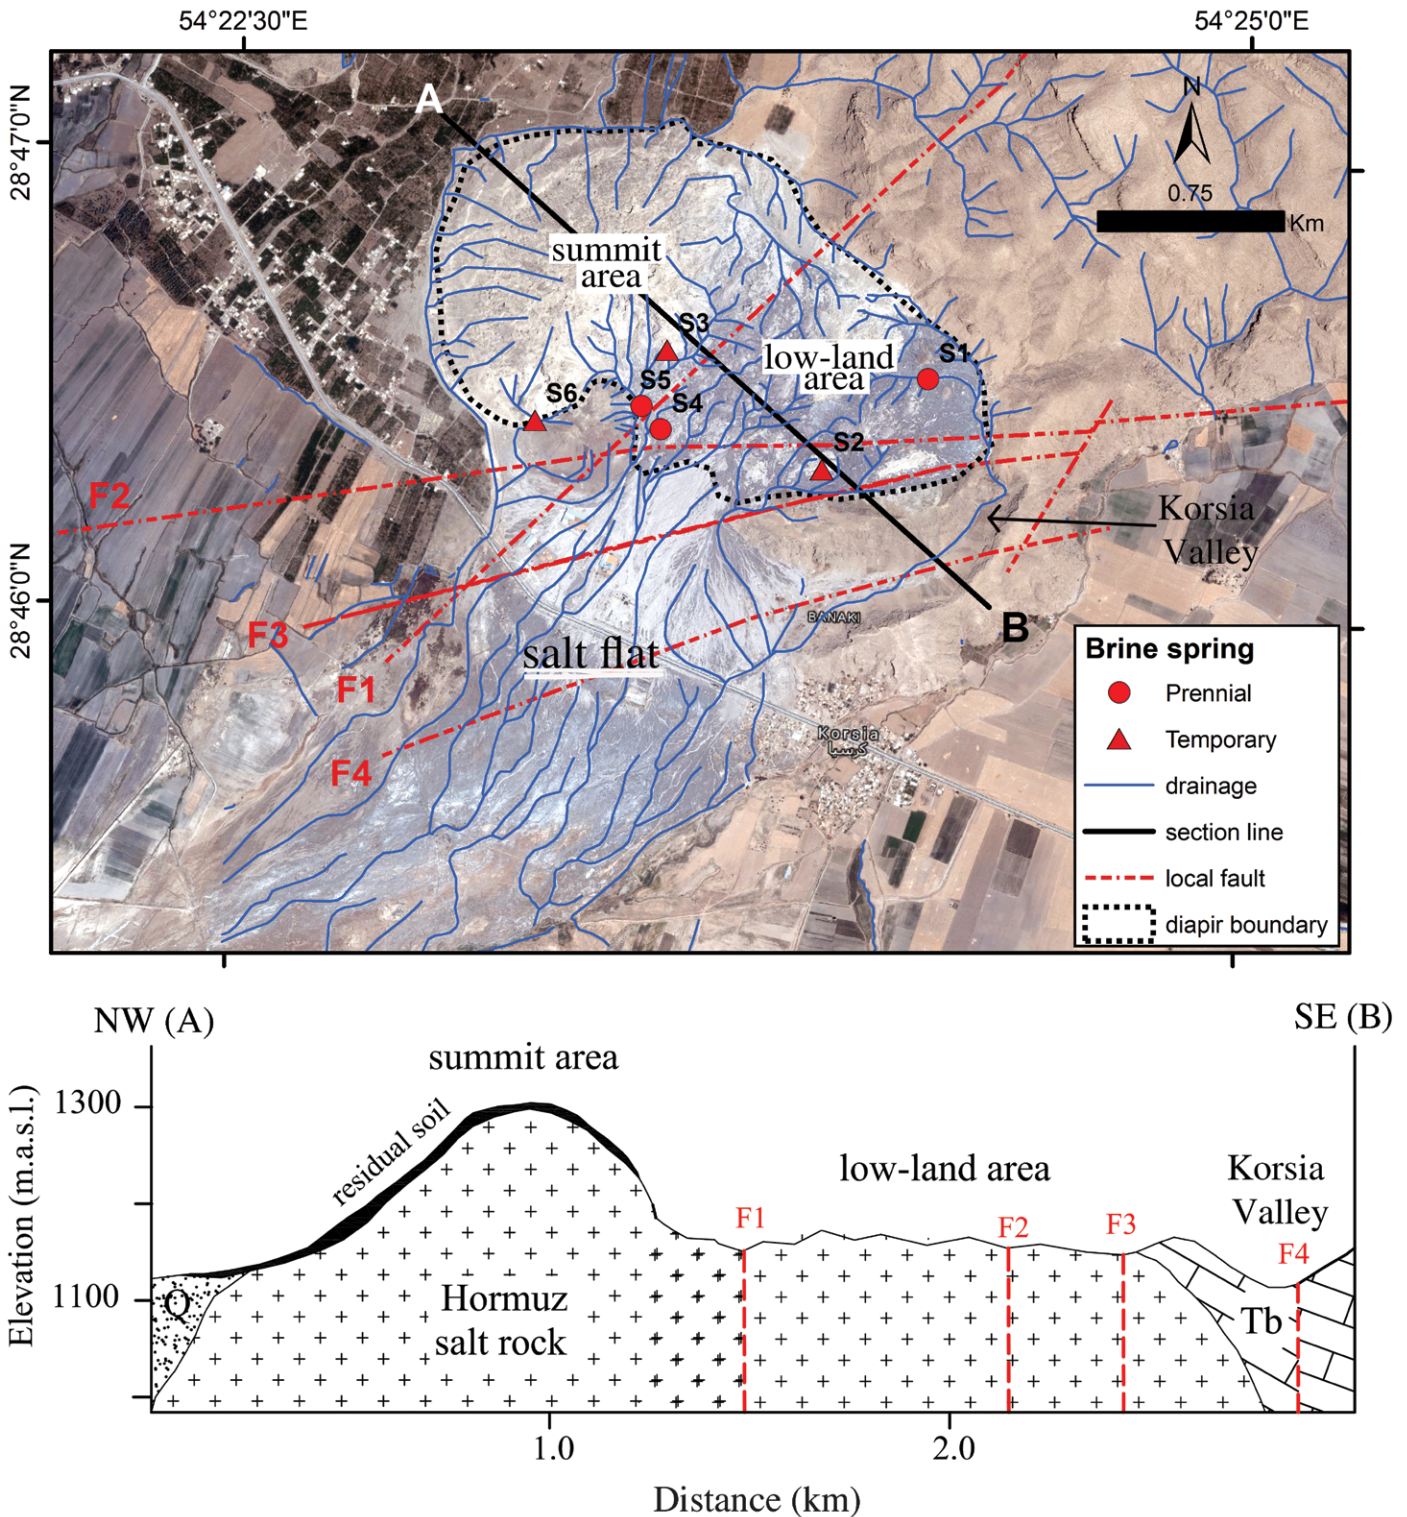 54°22'30"E
54°25'0"E
28°47'0"N
28°46'0"N
A
N
0.75
Km
summit
area
S3
low-land
area
S1
S5
S6
S4
S2
F2
Korsia
Valley
F3
BANAKI
B
salt flat
F1
F4
Korsia
کرسیا
Brine spring
Prennial
Temporary
drainage
section line
local fault
diapir boundary
NW (A)
SE (B)
summit area
Elevation (m.a.s.l.)
1300
1100
residual soil
low-land area
Korsia
Valley
F1
F2
F3
F4
Q
Hormuz
salt rock
Tb
1.0
2.0
Distance (km)